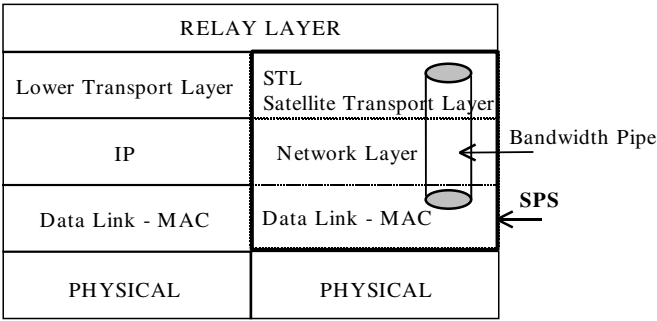 RELAY LAYER
Lower Transport Layer
STL
Satellite Transport Layer
IP
Network Layer
Bandwidth Pipe
Data Link - MAC
Data Link - MAC
SPS
PHYSICAL
PHYSICAL